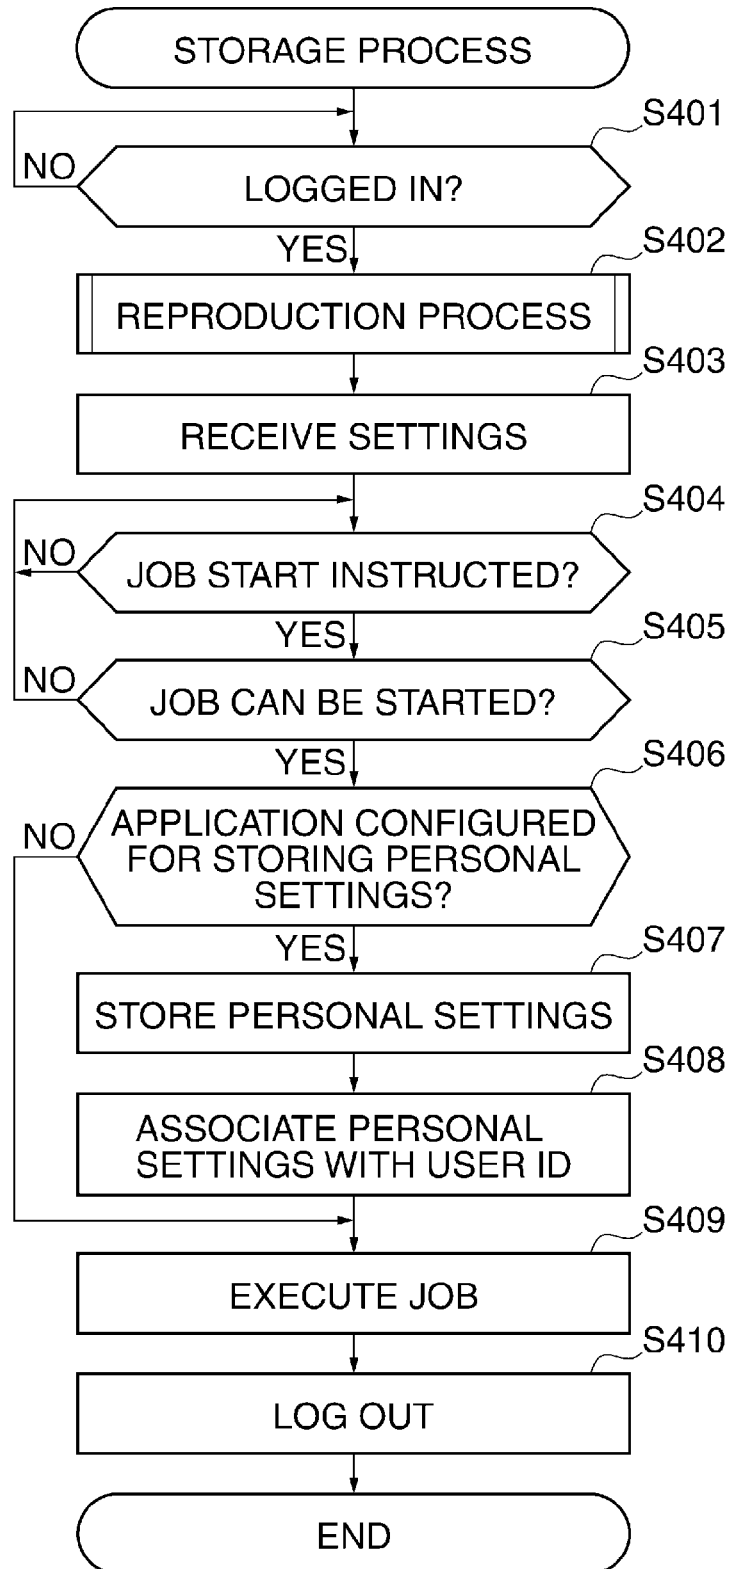 STORAGE PROCESS
S401
NO
LOGGED IN?
YES
S402
REPRODUCTION PROCESS
S403
RECEIVE SETTINGS
S404
NO
JOB START INSTRUCTED?
YES
S405
NO
JOB CAN BE STARTED?
YES
S406
NO
APPLICATION CONFIGURED
FOR STORING PERSONAL
SETTINGS?
YES
S407
STORE PERSONAL SETTINGS
S408
ASSOCIATE PERSONAL
SETTINGS WITH USER ID
S409
EXECUTE JOB
S410
LOG OUT
END